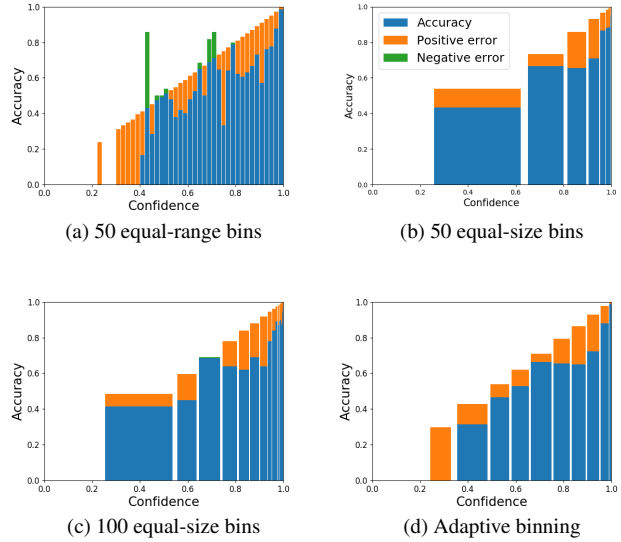 1.0
0.8
0.6
0.4
0.2
0.0
Accuracy
0.0 0.2 0.4 0.6 0.8 1.0
Confidence
(a) 50 equal-range bins
1.0
0.8
0.6
0.4
0.2
0.0
Accuracy
Accuracy
Positive error
Negative error
0.0 0.2 0.4 0.6 0.8 1.0
Confidence
(b) 50 equal-size bins
1.0
0.8
0.6
0.4
0.2
0.0
Accuracy
0.0 0.2 0.4 0.6 0.8 1.0
Confidence
(c) 100 equal-size bins
1.0
0.8
0.6
0.4
0.2
0.0
Accuracy
0.0 0.2 0.4 0.6 0.8 1.0
Confidence
(d) Adaptive binning